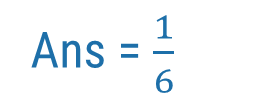 Ans = 1/6